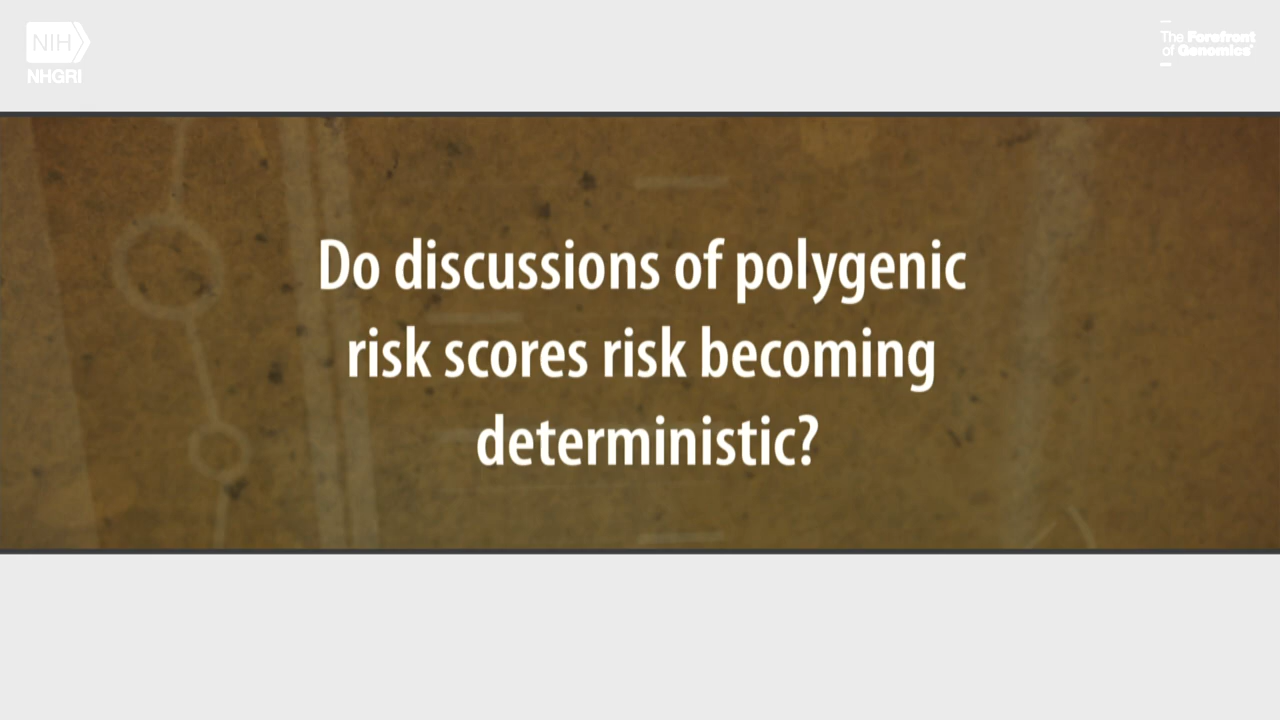 NIH
NHGRI
The Forefront
of Genomics®
Do discussions of polygenic
risk scores risk becoming
deterministic?